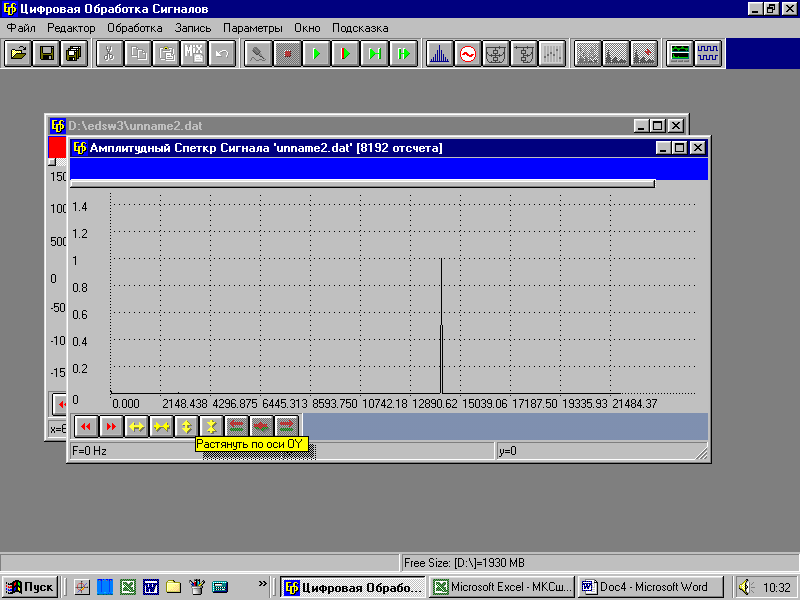 Цифровая Обработка Сигналов
Файл Редактор Обработка Запись Параметры Окно Подсказка
MiX
D:\edsw3\unname2.dat
Амплитудный Спеткр Сигнала 'unname2.dat' [8192 отсчета]
150
100
500
0
-50
-10
-15
1.4
1.2
1
0.8
0.6
0.4
0.2
0
0.000 2148.438 4296.875 6445.313 8593.750 10742.18 12890.62 15039.06 17187.50 19335.93 21484.37
Растянуть по оси OY
x=6
F=0 Hz y=0
Free Size: [D:\]=1930 MB
Пуск Цифровая Обрабо... Microsoft Excel - МКСш... Doc4 - Microsoft Word 10:32